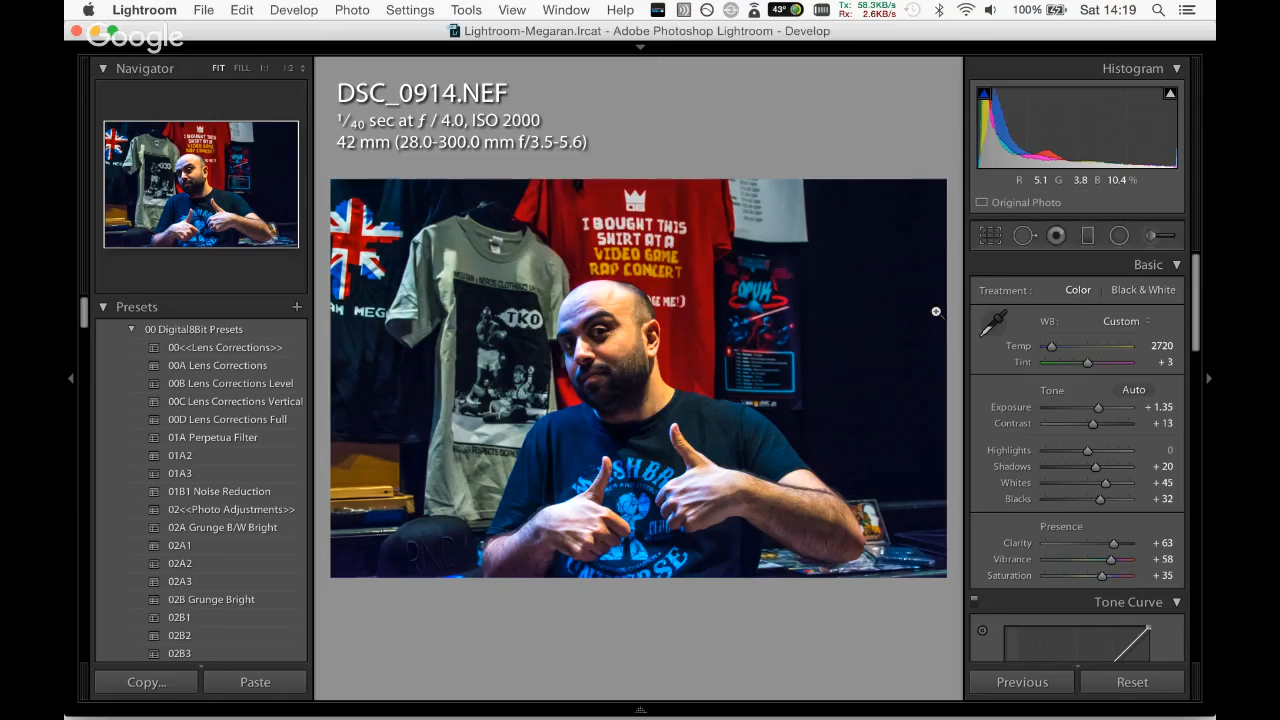 Lightroom File Edit Develop Photo Settings Tools View Window Help 43° Tx: 58.3KB/s Rx: 2.6KB/s 100% Sat 14:19
Google
Lightroom-Megaran.lrcat - Adobe Photoshop Lightroom - Develop
Navigator FIT FILL 1:1 1:2
Presets
00 Digital8Bit Presets
00<<Lens Corrections>>
00A Lens Corrections
00B Lens Corrections Level
00C Lens Corrections Vertical
00D Lens Corrections Full
01A Perpetua Filter
01A2
01A3
01B1 Noise Reduction
02<<Photo Adjustments>>
02A Grunge B/W Bright
02A1
02A2
02A3
02B Grunge Bright
02B1
02B2
02B3
Copy... Paste
DSC_0914.NEF
1/40 sec at ƒ / 4.0, ISO 2000
42 mm (28.0-300.0 mm f/3.5-5.6)
I BOUGHT THIS
SHIRT AT A
VIDEO GAME
RAP CONCERT
ME!)
AM MEG
TKO
Histogram
R 5.1 G 3.8 B 10.4 %
Original Photo
Basic
Treatment : Color Black & White
WB : Custom
Temp 2720
Tint + 3
Tone Auto
Exposure + 1.35
Contrast + 13
Highlights 0
Shadows + 20
Whites + 45
Blacks + 32
Presence
Clarity + 63
Vibrance + 58
Saturation + 35
Tone Curve
Previous Reset